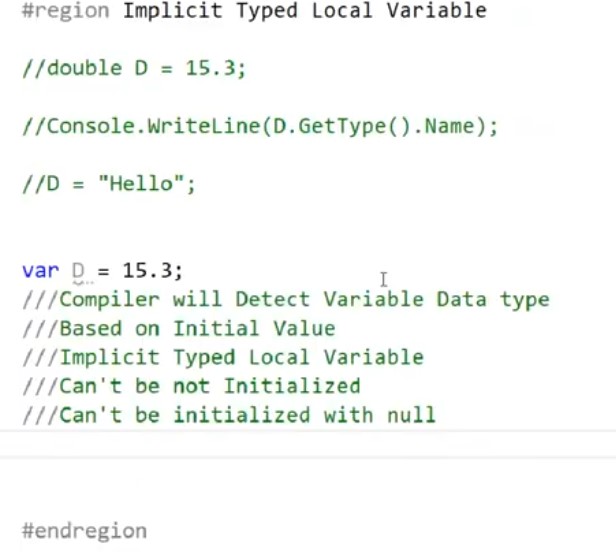 #region Implicit Typed Local Variable
//double D = 15.3;
//Console.WriteLine(D.GetType().Name);
//D = "Hello";
var D = 15.3;
///Compiler will Detect Variable Data type
///Based on Initial Value
///Implicit Typed Local Variable
///Can't be not Initialized
///Can't be initialized with null
#endregion